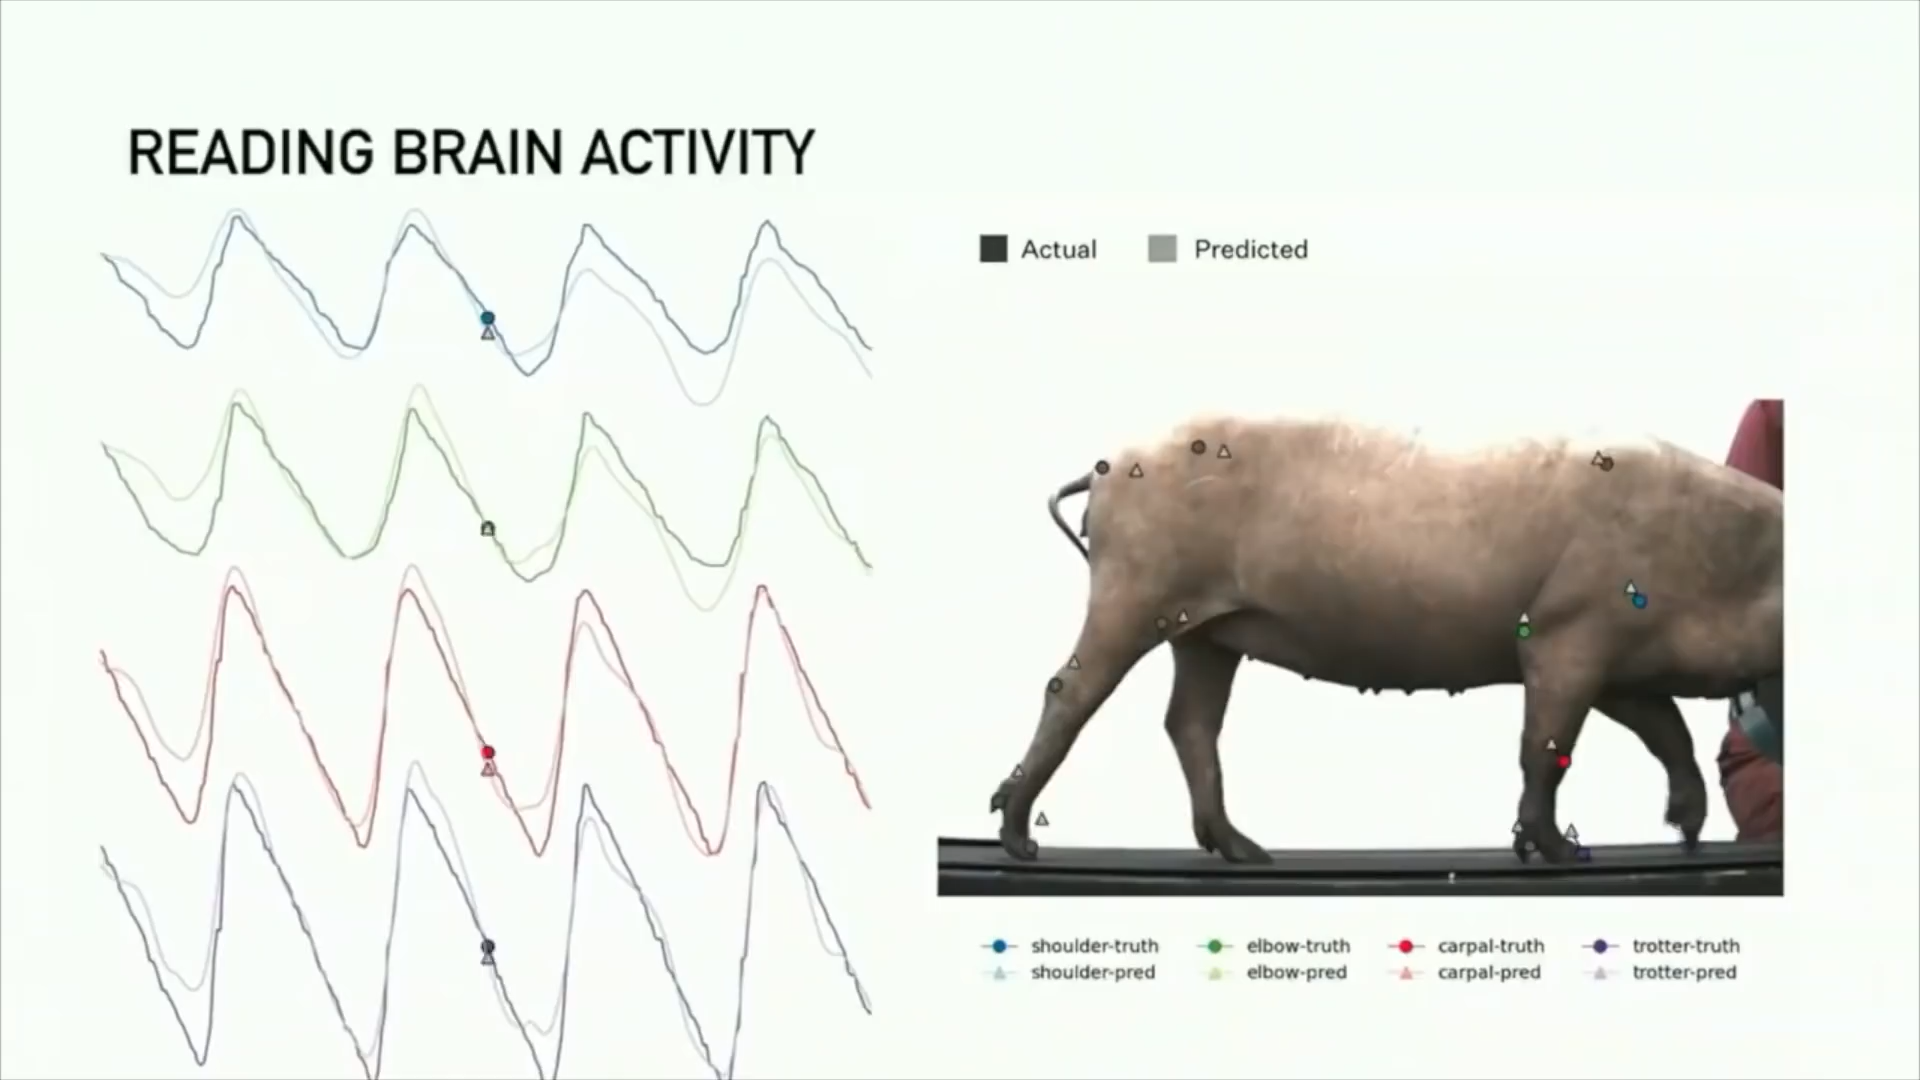 READING BRAIN ACTIVITY
Actual Predicted
shoulder-truth elbow-truth carpal-truth trotter-truth
shoulder-pred elbow-pred carpal-pred trotter-pred